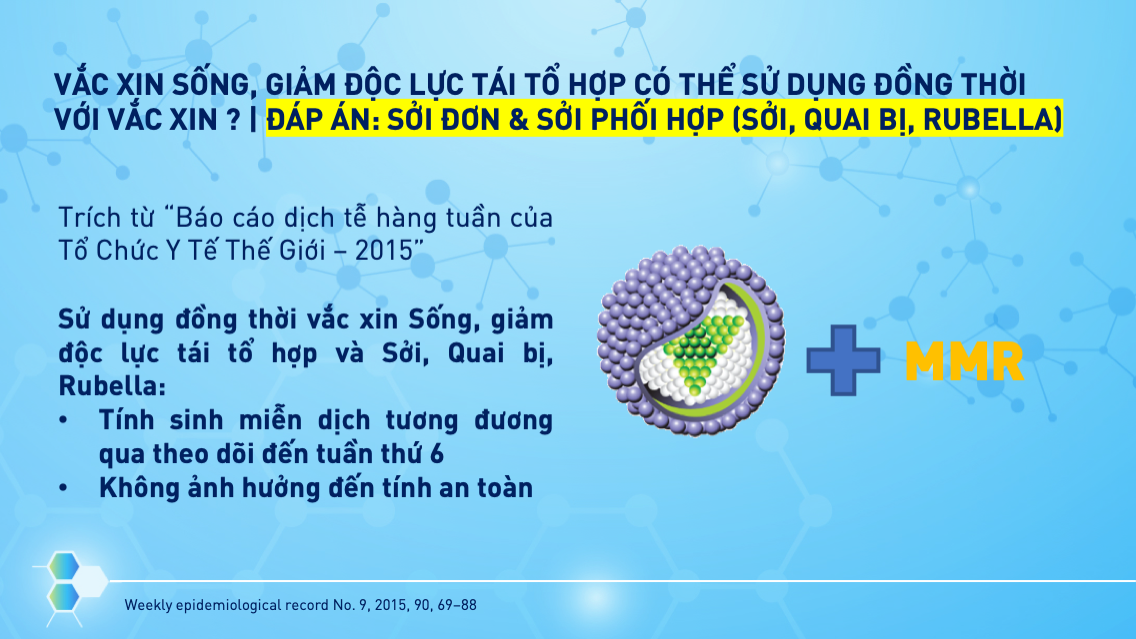 VẮC XIN SỐNG, GIẢM ĐỘC LỰC TÁI TỔ HỢP CÓ THỂ SỬ DỤNG ĐỒNG THỜI
VỚI VẮC XIN ? | ĐÁP ÁN: SỞI ĐƠN & SỞI PHỐI HỢP (SỞI, QUAI BỊ, RUBELLA)
Trích từ “Báo cáo dịch tễ hàng tuần của
Tổ Chức Y Tế Thế Giới – 2015”
Sử dụng đồng thời vắc xin Sống, giảm
độc lực tái tổ hợp và Sởi, Quai bị,
Rubella:
• Tính sinh miễn dịch tương đương
qua theo dõi đến tuần thứ 6
• Không ảnh hưởng đến tính an toàn
MMR
Weekly epidemiological record No. 9, 2015, 90, 69–88